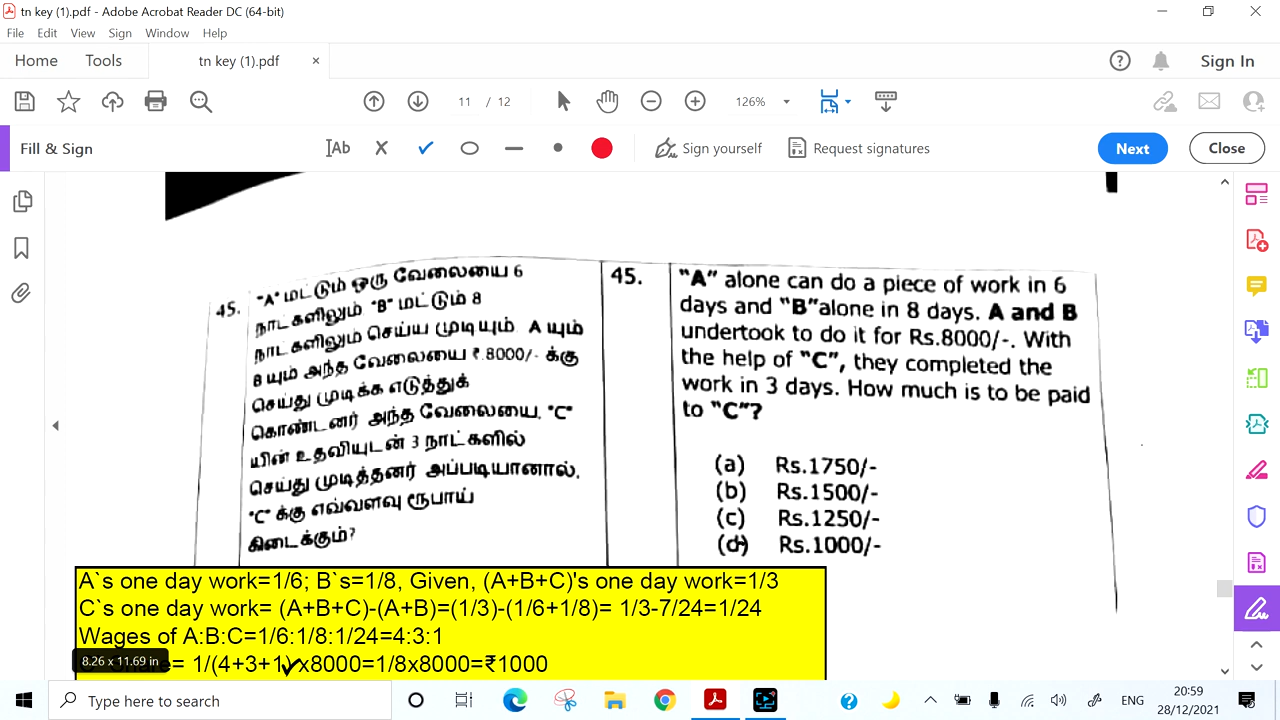 tn key (1).pdf - Adobe Acrobat Reader DC (64-bit)
File Edit View Sign Window Help
Home Tools tn key (1).pdf × Sign In
11 / 12 126%
Fill & Sign Ab Sign yourself Request signatures Next Close
45. "A" மட்டும் ஒரு வேலையை 6
நாட்களிலும் "B" மட்டும் 8
நாட்களிலும் செய்ய முடியும் A யும்
B யும் அந்த வேலையை ₹.8000/- க்கு
செய்து முடிக்க எடுத்துக்
கொண்டனர் அந்த வேலையை. "C"
யின் உதவியுடன் 3 நாட்களில்
செய்து முடித்தனர் அப்படியானால்,
"C" க்கு எவ்வளவு ரூபாய்
கிடைக்கும்?
45. "A" alone can do a piece of work in 6
days and "B"alone in 8 days. A and B
undertook to do it for Rs.8000/-. With
the help of "C", they completed the
work in 3 days. How much is to be paid
to "C"?
(a) Rs.1750/-
(b) Rs.1500/-
(c) Rs.1250/-
(d) Rs.1000/-
A`s one day work=1/6; B`s=1/8, Given, (A+B+C)'s one day work=1/3
C`s one day work= (A+B+C)-(A+B)=(1/3)-(1/6+1/8)= 1/3-7/24=1/24
Wages of A:B:C=1/6:1/8:1/24=4:3:1
= 1/(4+3+1)x8000=1/8x8000=₹1000
8.26 x 11.69 in
Type here to search
ENG
20:59
28/12/2021